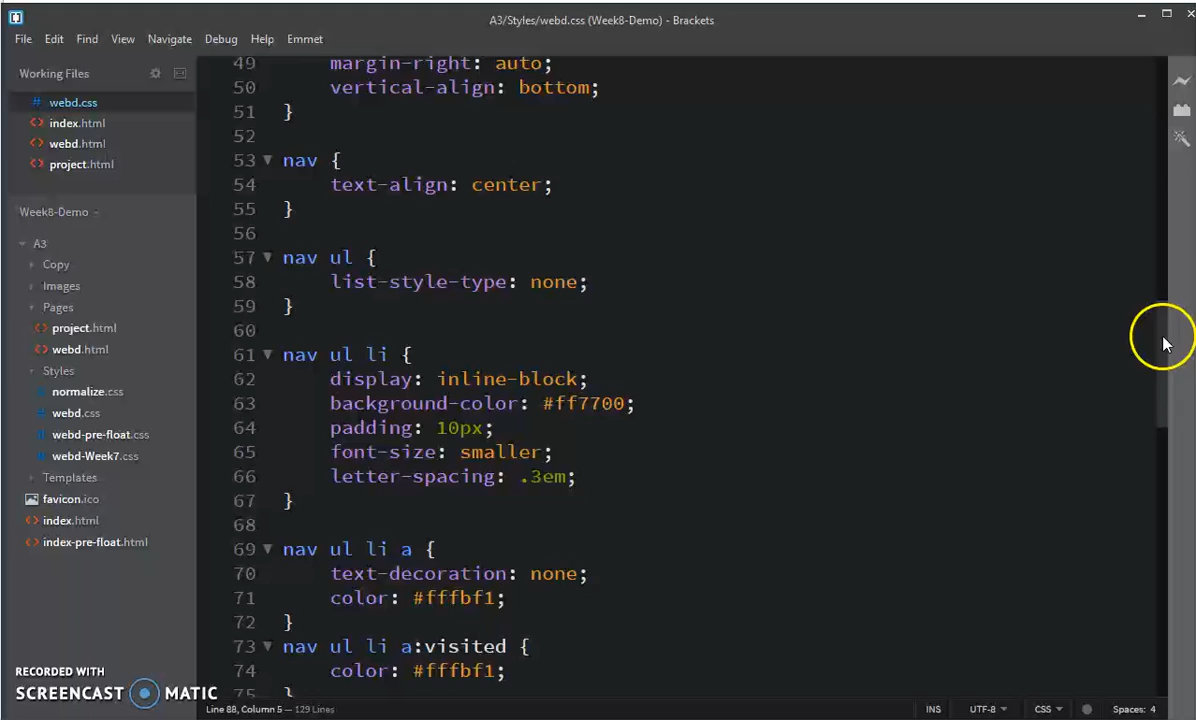 A3/Styles/webd.css (Week8-Demo) - Brackets
File Edit Find View Navigate Debug Help Emmet
Working Files
webd.css
index.html
webd.html
project.html
Week8-Demo
A3
Copy
Images
Pages
project.html
webd.html
Styles
normalize.css
webd.css
webd-pre-float.css
webd-Week7.css
Templates
favicon.ico
index.html
index-pre-float.html
49 margin-right: auto;
50 vertical-align: bottom;
51 }
52
53 nav {
54 text-align: center;
55 }
56
57 nav ul {
58 list-style-type: none;
59 }
60
61 nav ul li {
62 display: inline-block;
63 background-color: #ff7700;
64 padding: 10px;
65 font-size: smaller;
66 letter-spacing: .3em;
67 }
68
69 nav ul li a {
70 text-decoration: none;
71 color: #fffbf1;
72 }
73 nav ul li a:visited {
74 color: #fffbf1;
75 }
RECORDED WITH
SCREENCAST MATIC
Line 88, Column 5 — 129 Lines
INS UTF-8 CSS Spaces: 4